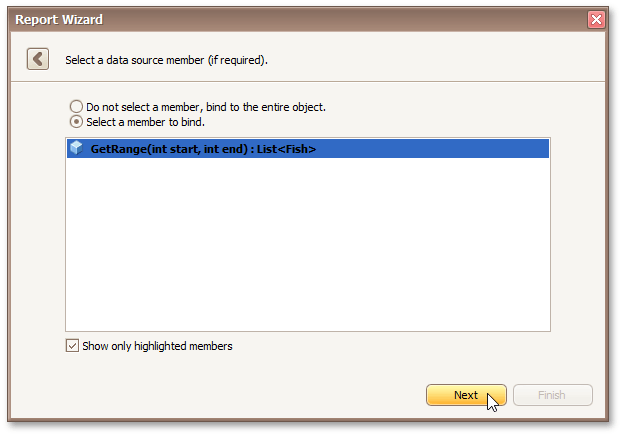 Report Wizard
Select a data source member (if required).
Do not select a member, bind to the entire object.
Select a member to bind.
GetRange(int start, int end) : List<Fish>
Show only highlighted members
Next
Finish